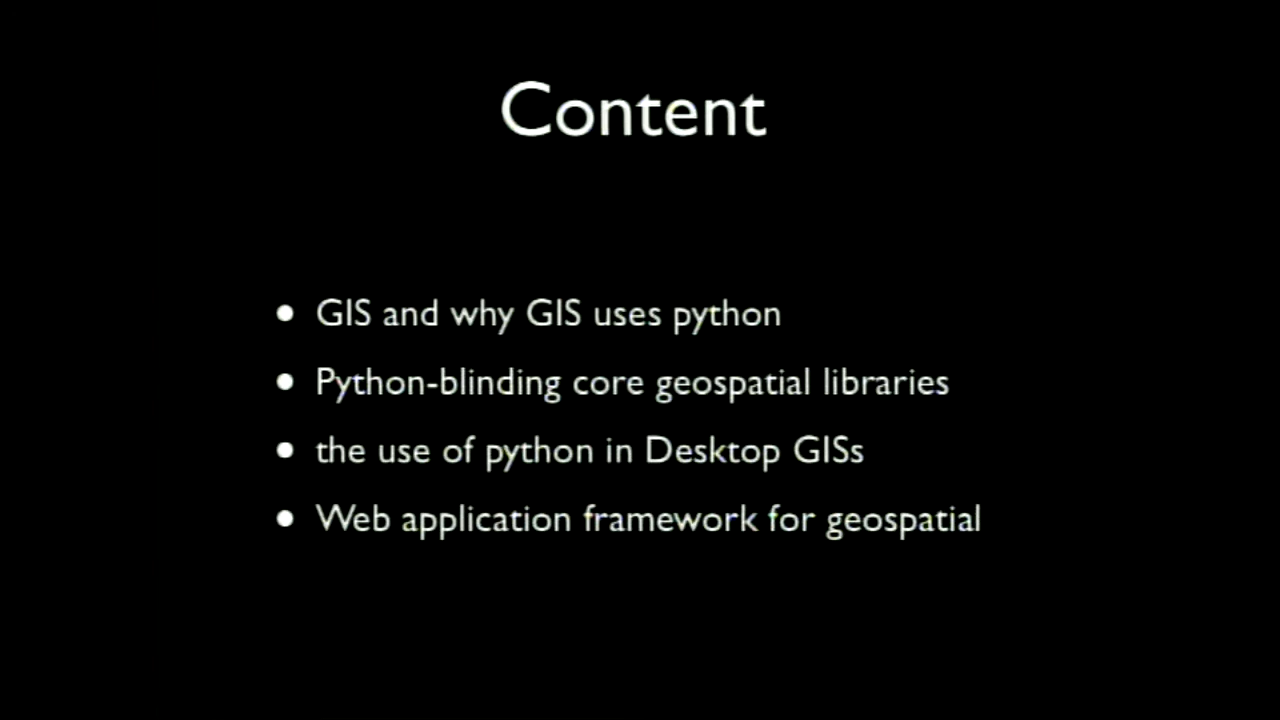 Content
• GIS and why GIS uses python
• Python-blinding core geospatial libraries
• the use of python in Desktop GISs
• Web application framework for geospatial